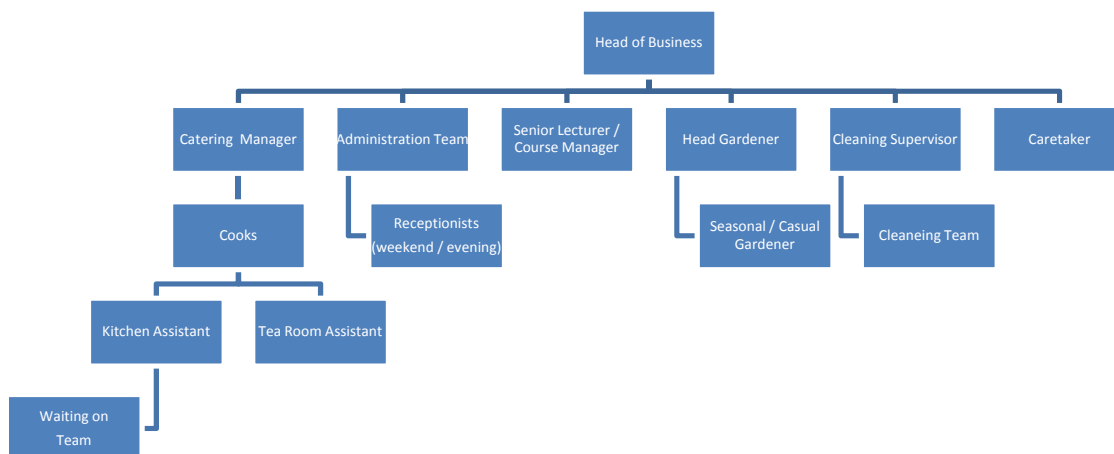 Head of Business
Catering Manager
Administration Team
Senior Lecturer /
Course Manager
Head Gardener
Cleaning Supervisor
Caretaker
Cooks
Receptionists
(weekend / evening)
Seasonal / Casual
Gardener
Cleaneing Team
Kitchen Assistant
Tea Room Assistant
Waiting on
Team